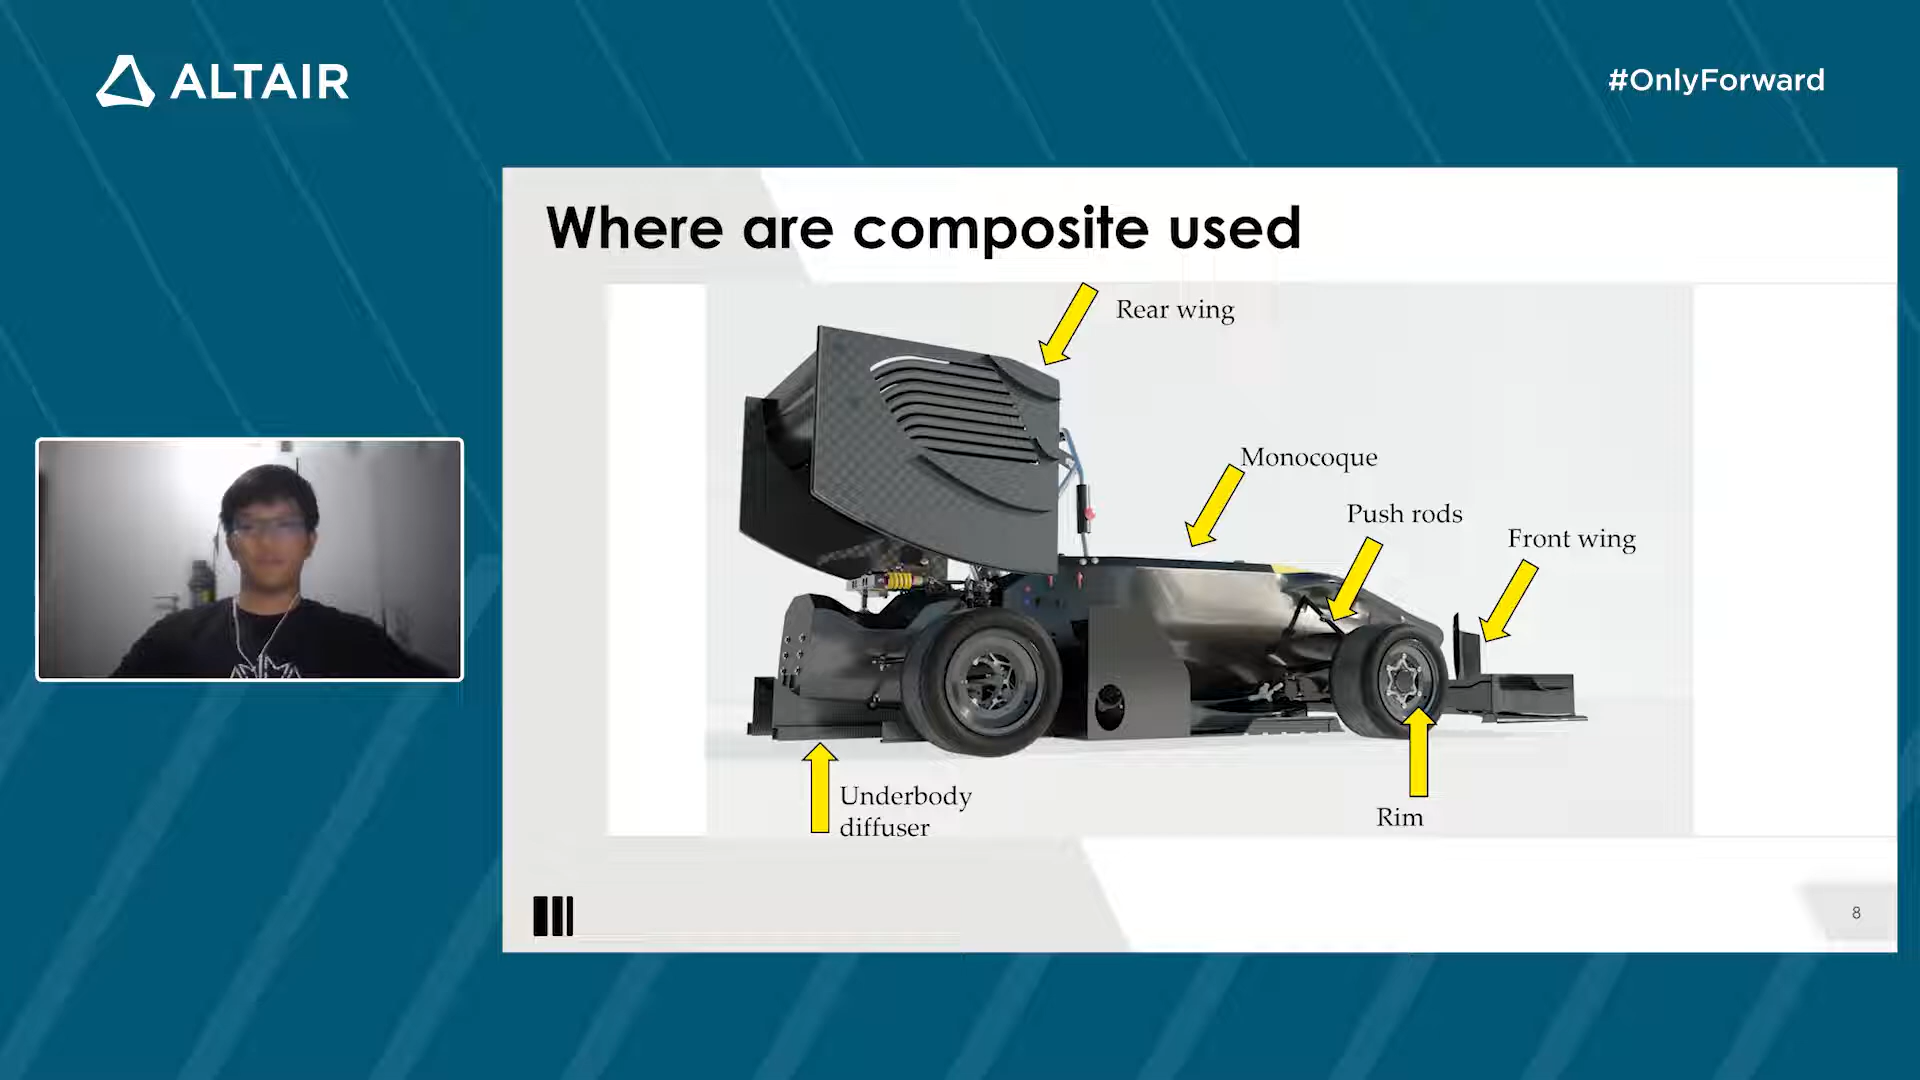 ALTAIR
#OnlyForward
Where are composite used
Rear wing
Monocoque
Push rods
Front wing
Underbody
diffuser
Rim
8